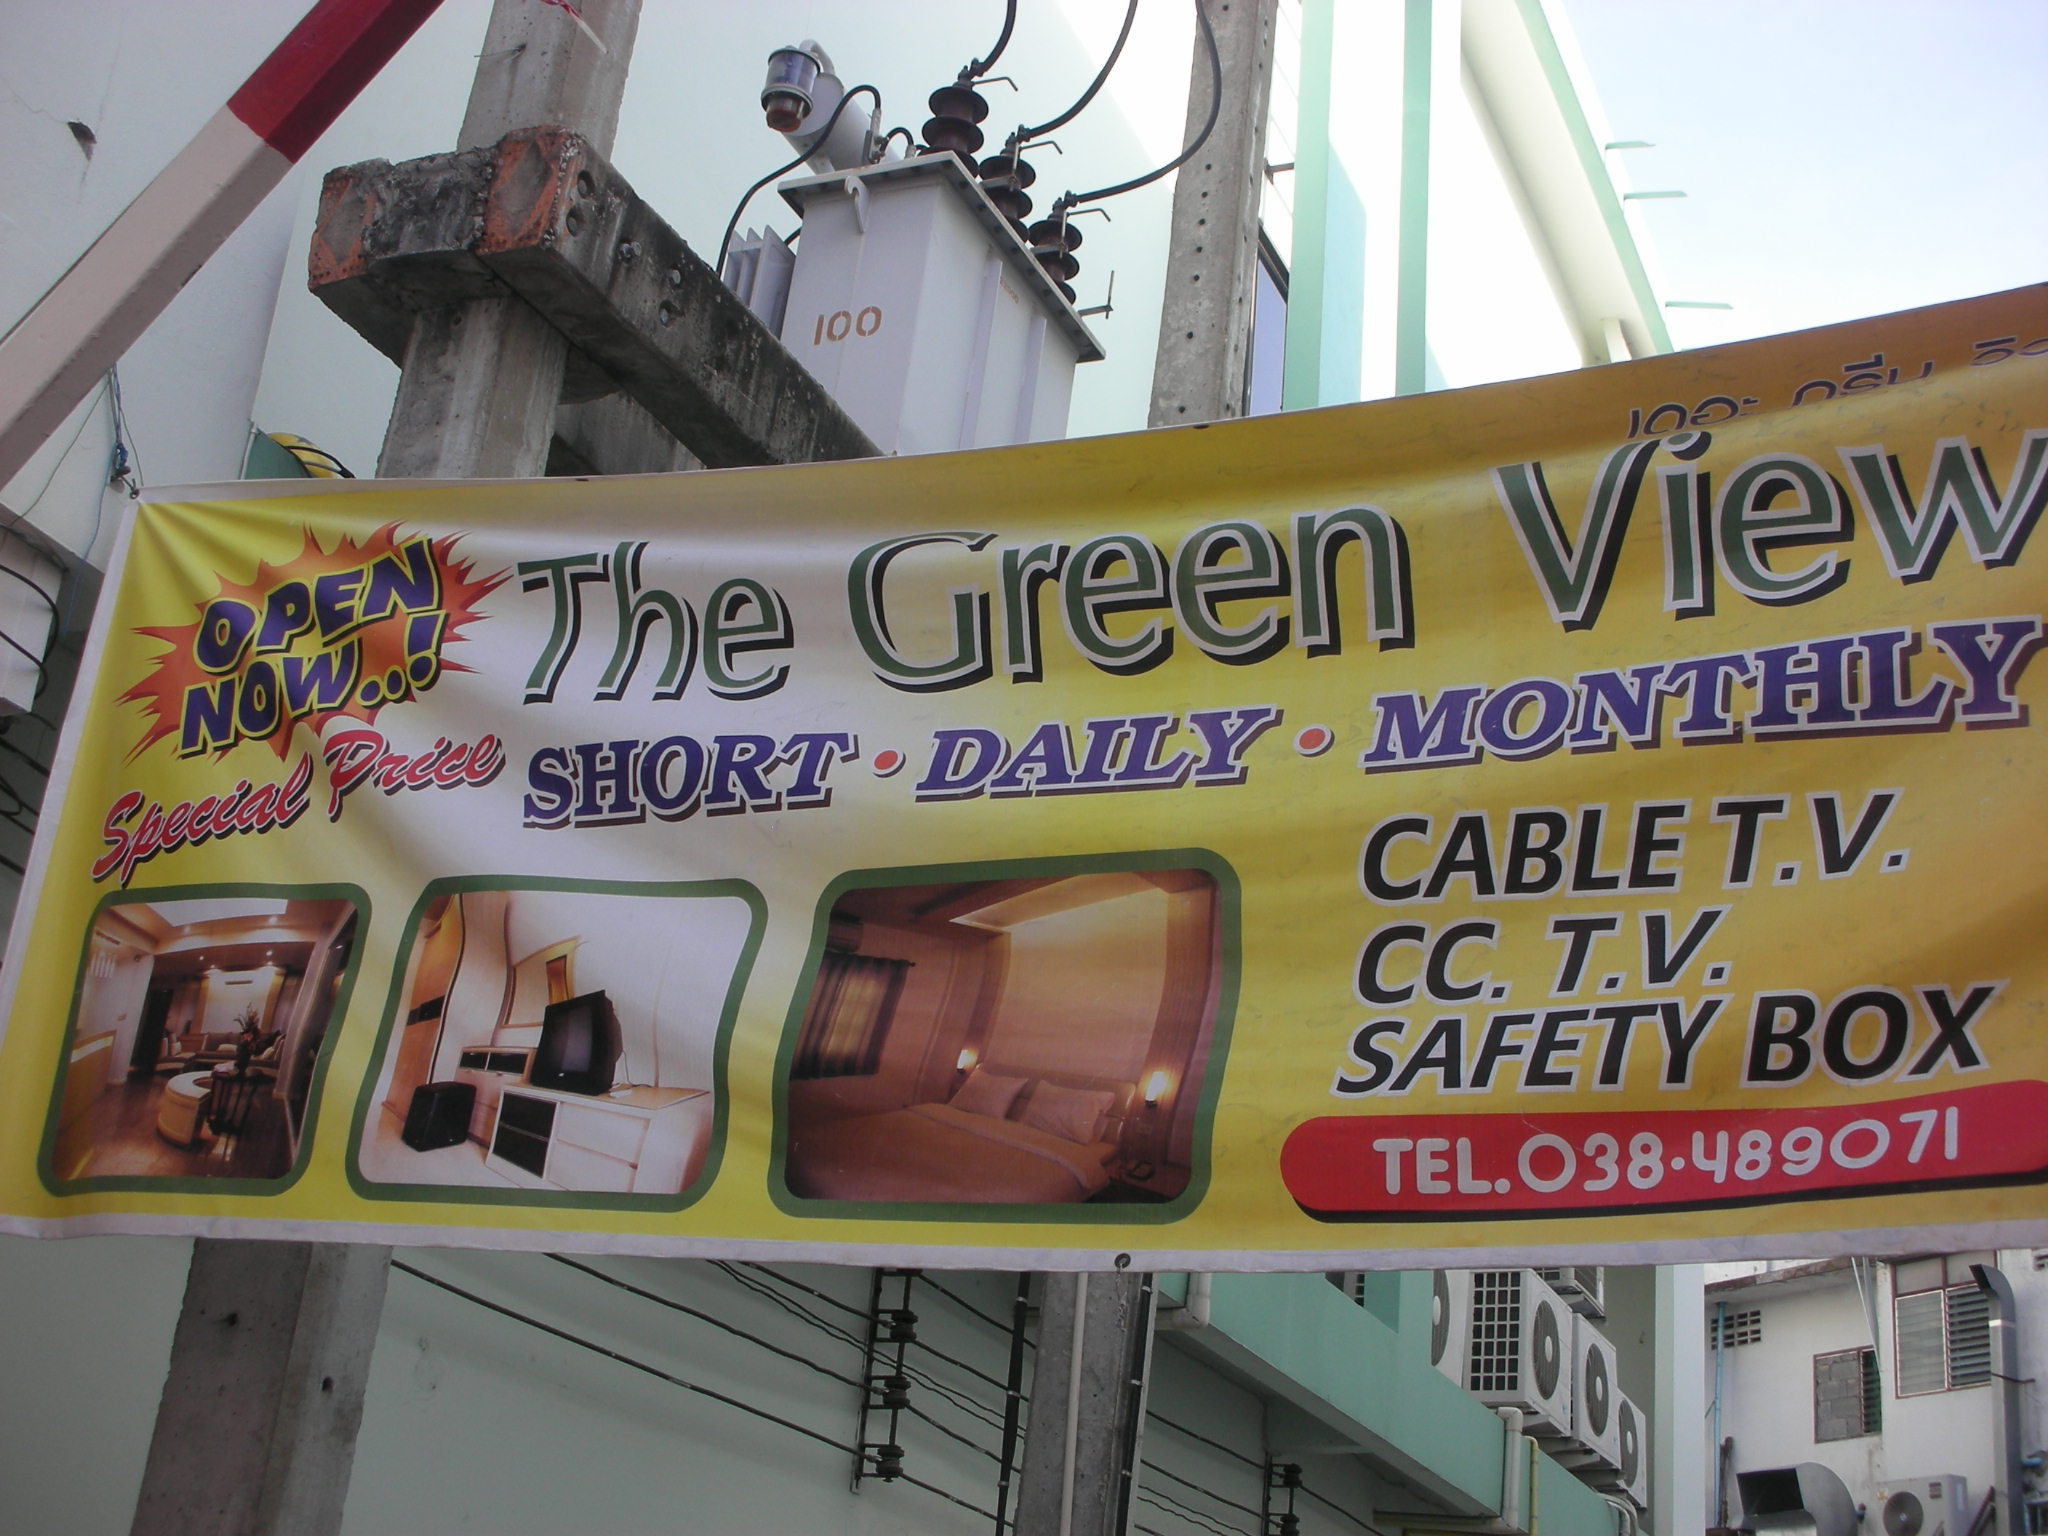 100
เดอะ กรีน วิว
OPEN
NOW...!
The Green View
Special Price
SHORT • DAILY • MONTHLY
CABLE T.V.
CC. T.V.
SAFETY BOX
TEL.038-489071